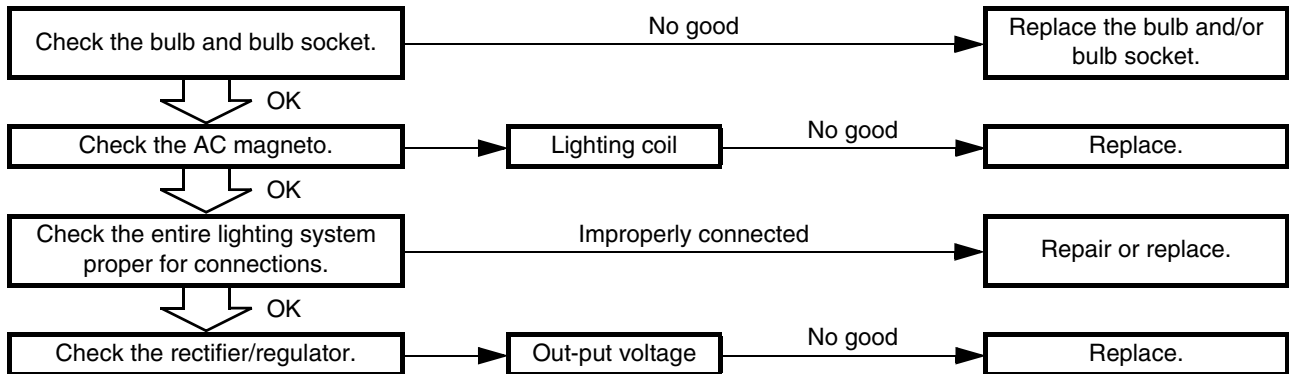 Check the bulb and bulb socket.
No good
Replace the bulb and/or
bulb socket.
OK
Check the AC magneto.
Lighting coil
No good
Replace.
OK
Check the entire lighting system
proper for connections.
Improperly connected
Repair or replace.
OK
Check the rectifier/regulator.
Out-put voltage
No good
Replace.